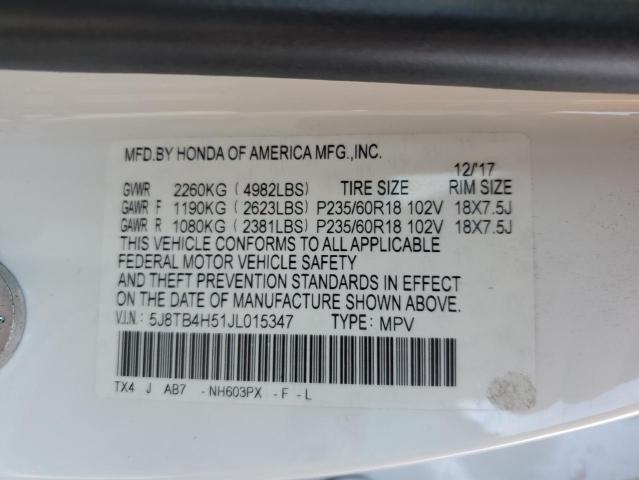 MFD.BY HONDA OF AMERICA MFG.,INC.
12/'17
GVWR 2260KG (4982LBS) TIRE SIZE RIM SIZE
GAWR F 1190KG (2623LBS) P235/60R18 102V 18X7.5J
GAWR R 1080KG (2381LBS) P235/60R18 102V 18X7.5J
THIS VEHICLE CONFORMS TO ALL APPLICABLE
FEDERAL MOTOR VEHICLE SAFETY
AND THEFT PREVENTION STANDARDS IN EFFECT
ON THE DATE OF MANUFACTURE SHOWN ABOVE.
V.I.N.: 5J8TB4H51JL015347 TYPE: MPV
TX4 J AB7 -NH603PX -F -L